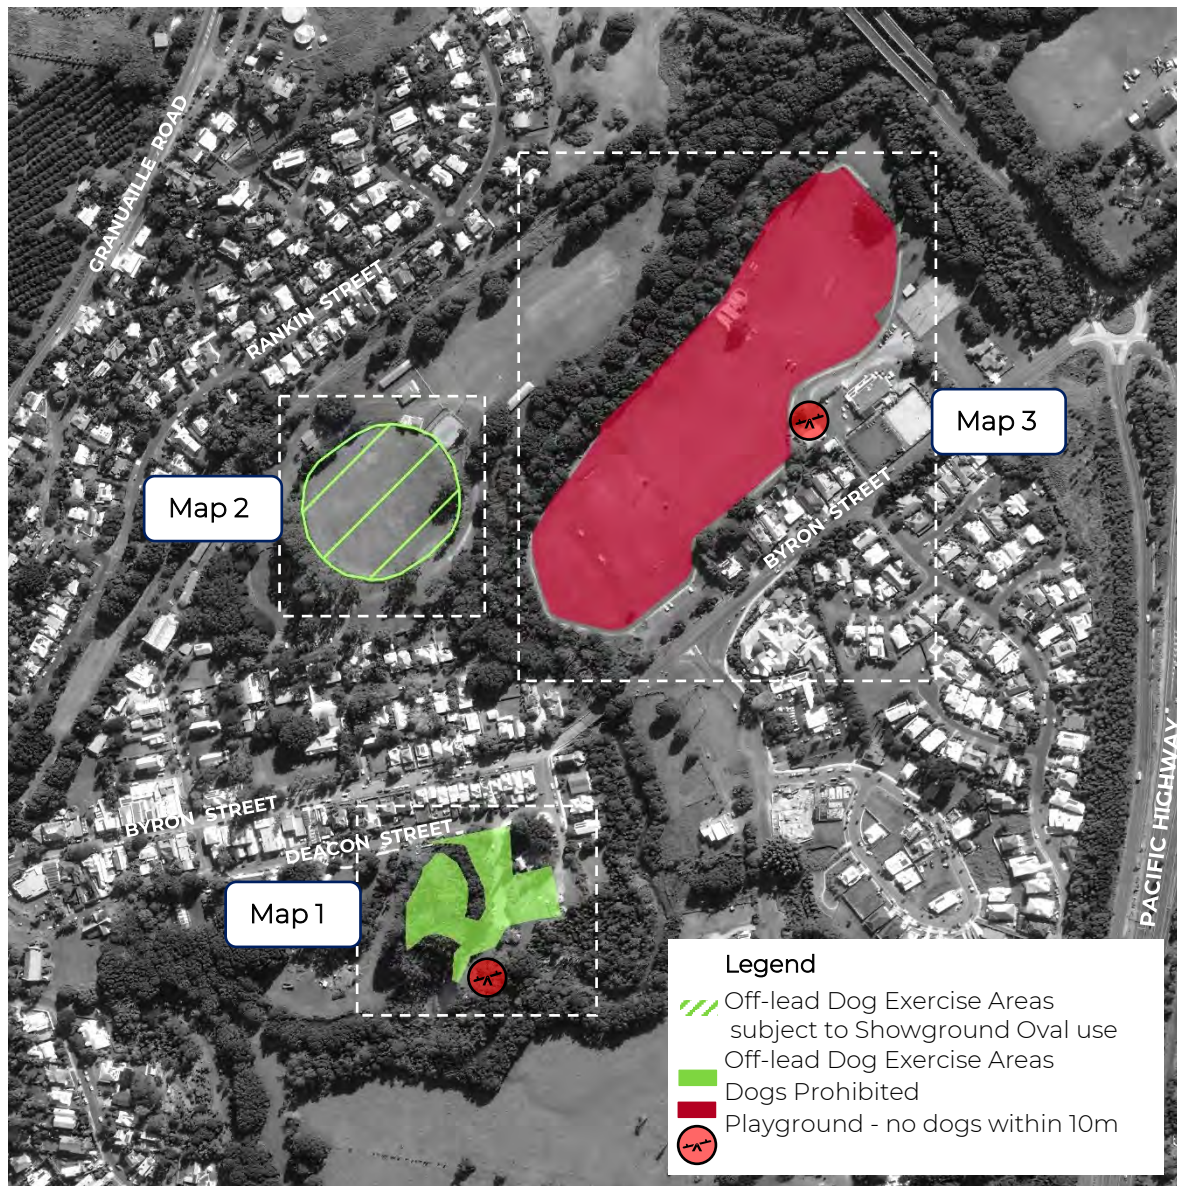 GRANUAILLE ROAD
RANKIN STREET
Map 3
Map 2
BYRON STREET
PACIFIC HIGHWAY
BYRON STREET
DEACON STREET
Map 1
Legend
Off-lead Dog Exercise Areas
subject to Showground Oval use
Off-lead Dog Exercise Areas
Dogs Prohibited
Playground - no dogs within 10m